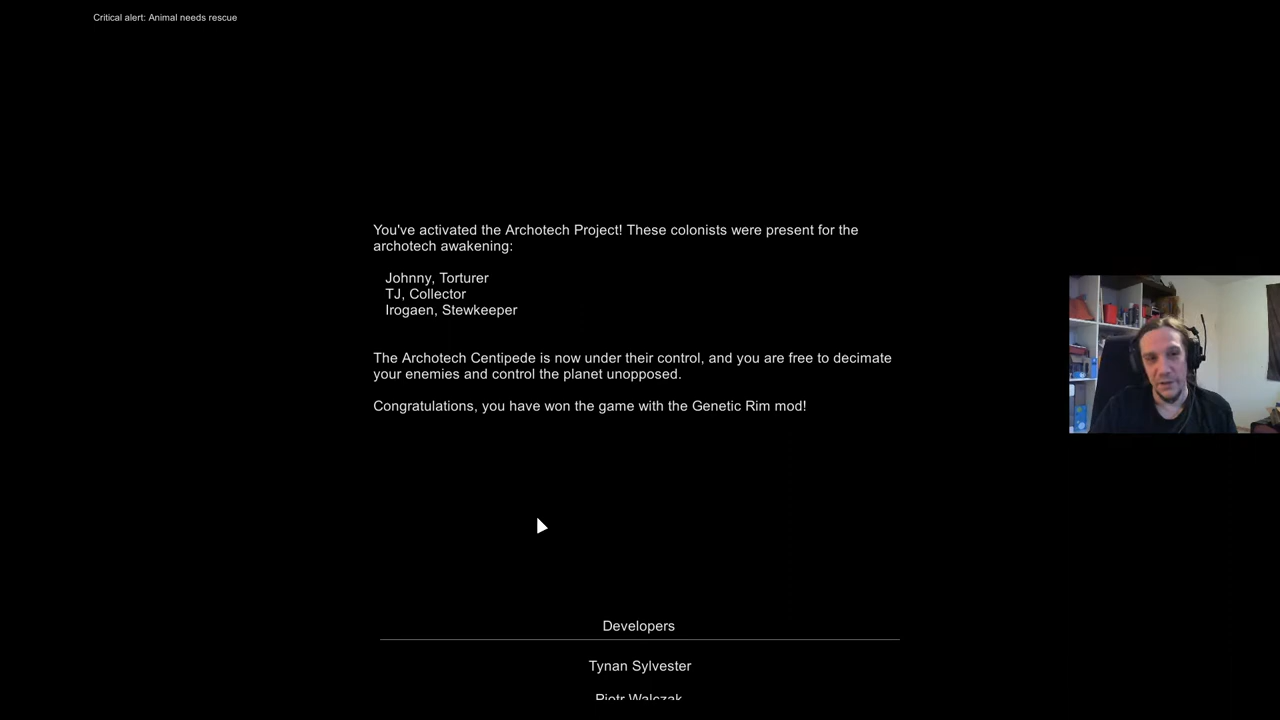 Critical alert: Animal needs rescue
You've activated the Archotech Project! These colonists were present for the
archotech awakening:
Johnny, Torturer
TJ, Collector
Irogaen, Stewkeeper
The Archotech Centipede is now under their control, and you are free to decimate
your enemies and control the planet unopposed.
Congratulations, you have won the game with the Genetic Rim mod!
Developers
Tynan Sylvester
Piotr Walczak